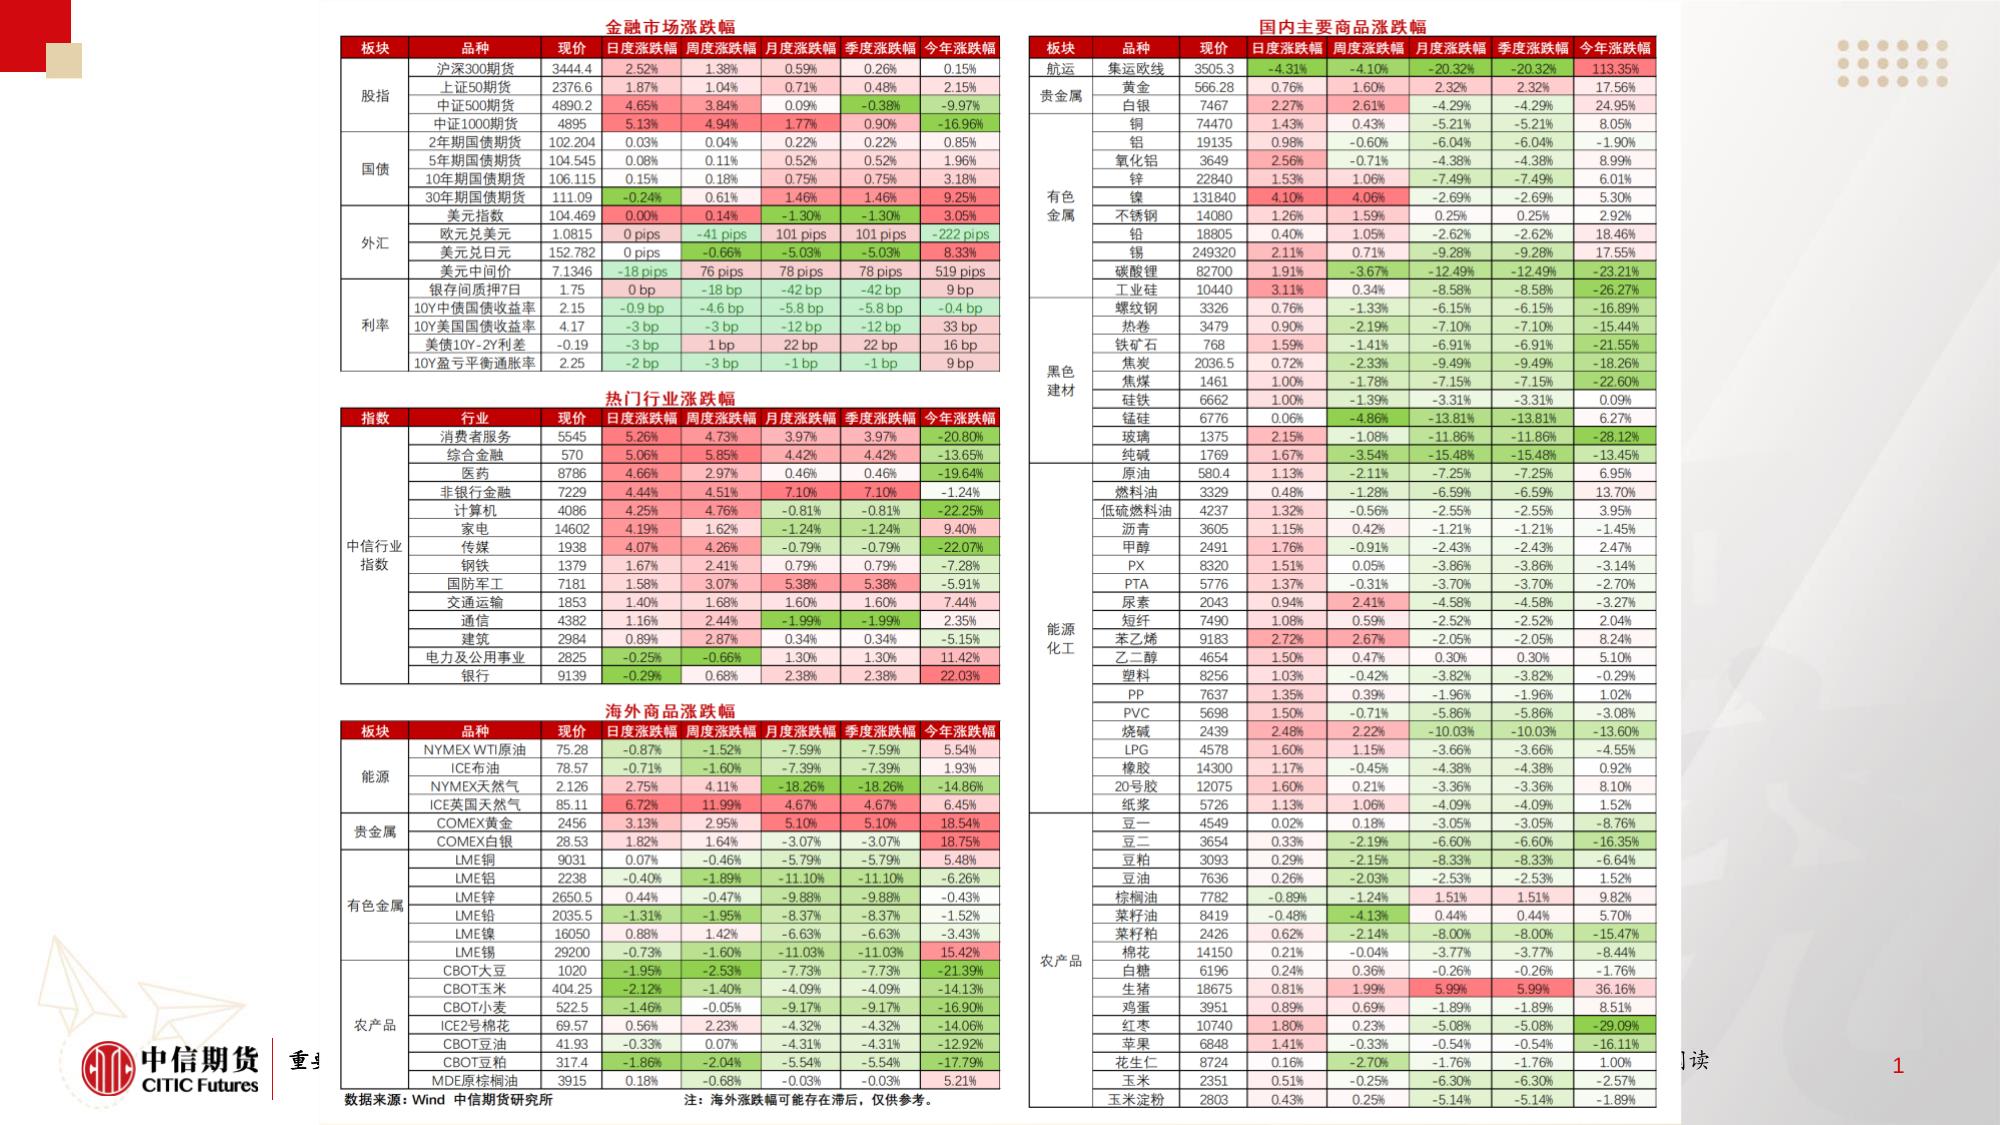 金融市场涨跌幅
板块 品种 现价 日度涨跌幅 周度涨跌幅 月度涨跌幅 季度涨跌幅 今年涨跌幅
股指
沪深300期货 3444.4 2.52% 1.38% 0.59% 0.26% 0.15%
上证50期货 2376.6 1.87% 1.04% 0.71% 0.48% 2.15%
中证500期货 4890.2 4.65% 3.84% 0.09% -0.38% -9.97%
中证1000期货 4895 5.13% 4.94% 1.77% 0.90% -16.96%
国债
2年期国债期货 102.204 0.03% 0.04% 0.22% 0.22% 0.85%
5年期国债期货 104.545 0.08% 0.11% 0.52% 0.52% 1.96%
10年期国债期货 106.115 0.15% 0.18% 0.75% 0.75% 3.18%
30年期国债期货 111.09 -0.24% 0.61% 1.46% 1.46% 9.25%
外汇
美元指数 104.469 0.00% 0.14% -1.30% -1.30% 3.05%
欧元兑美元 1.0815 0 pips -41 pips 101 pips 101 pips -222 pips
美元兑日元 152.782 0 pips -0.66% -5.03% -5.03% 8.33%
美元中间价 7.1346 -18 pips 76 pips 78 pips 78 pips 519 pips
利率
银存间质押7日 1.75 0 bp -18 bp -42 bp -42 bp 9 bp
10Y中债国债收益率 2.15 -0.9 bp -4.6 bp -5.8 bp -5.8 bp -0.4 bp
10Y美国国债收益率 4.17 -3 bp -3 bp -12 bp -12 bp 33 bp
美债10Y-2Y利差 -0.19 -3 bp 1 bp 22 bp 22 bp 16 bp
10Y盈亏平衡通胀率 2.25 -2 bp -3 bp -1 bp -1 bp 9 bp
热门行业涨跌幅
指数 行业 现价 日度涨跌幅 周度涨跌幅 月度涨跌幅 季度涨跌幅 今年涨跌幅
中信行业
指数
消费者服务 5545 5.26% 4.73% 3.97% 3.97% -20.80%
综合金融 570 5.06% 5.85% 4.42% 4.42% -13.65%
医药 8786 4.66% 2.97% 0.46% 0.46% -19.64%
非银行金融 7229 4.44% 4.51% 7.10% 7.10% -1.24%
计算机 4086 4.25% 4.76% -0.81% -0.81% -22.25%
家电 14602 4.19% 1.62% -1.24% -1.24% 9.40%
传媒 1938 4.07% 4.26% -0.79% -0.79% -22.07%
钢铁 1379 1.67% 2.41% 0.79% 0.79% -7.28%
国防军工 7181 1.58% 3.07% 5.38% 5.38% -5.91%
交通运输 1853 1.40% 1.68% 1.60% 1.60% 7.44%
通信 4382 1.16% 2.44% -1.99% -1.99% 2.35%
建筑 2984 0.89% 2.87% 0.34% 0.34% -5.15%
电力及公用事业 2825 -0.25% -0.66% 1.30% 1.30% 11.42%
银行 9139 -0.29% 0.68% 2.38% 2.38% 22.03%
海外商品涨跌幅
板块 品种 现价 日度涨跌幅 周度涨跌幅 月度涨跌幅 季度涨跌幅 今年涨跌幅
能源
NYMEX WTI原油 75.28 -0.87% -1.52% -7.59% -7.59% 5.54%
ICE布油 78.57 -0.71% -1.60% -7.39% -7.39% 1.93%
NYMEX天然气 2.126 2.75% 4.11% -18.26% -18.26% -14.86%
ICE英国天然气 85.11 6.72% 11.99% 4.67% 4.67% 6.45%
贵金属
COMEX黄金 2456 3.13% 2.95% 5.10% 5.10% 18.54%
COMEX白银 28.53 1.82% 1.64% -3.07% -3.07% 18.75%
有色金属
LME铜 9031 0.07% -0.46% -5.79% -5.79% 5.48%
LME铝 2238 -0.40% -1.89% -11.10% -11.10% -6.26%
LME锌 2650.5 0.44% -0.47% -9.88% -9.88% -0.43%
LME铅 2035.5 -1.31% -1.95% -8.37% -8.37% -1.52%
LME镍 16050 0.88% 1.42% -6.63% -6.63% -3.43%
LME锡 29200 -0.73% -1.60% -11.03% -11.03% 15.42%
农产品
CBOT大豆 1020 -1.95% -2.53% -7.73% -7.73% -21.39%
CBOT玉米 404.25 -2.12% -1.40% -4.09% -4.09% -14.13%
CBOT小麦 522.5 -1.46% -0.05% -9.17% -9.17% -16.90%
ICE2号棉花 69.57 0.56% 2.23% -4.32% -4.32% -14.06%
CBOT豆油 41.93 -0.33% 0.07% -4.31% -4.31% -12.92%
CBOT豆粕 317.4 -1.86% -2.04% -5.54% -5.54% -17.79%
MDE原棕榈油 3915 0.18% -0.68% -0.03% -0.03% 5.21%
数据来源：Wind 中信期货研究所 注：海外涨跌幅可能存在滞后，仅供参考。
国内主要商品涨跌幅
板块 品种 现价 日度涨跌幅 周度涨跌幅 月度涨跌幅 季度涨跌幅 今年涨跌幅
航运 集运欧线 3505.3 -4.31% -4.10% -20.32% -20.32% 113.35%
贵金属
黄金 566.28 0.76% 1.60% 2.32% 2.32% 17.56%
白银 7467 2.27% 2.61% -4.29% -4.29% 24.95%
有色
金属
铜 74470 1.43% 0.43% -5.21% -5.21% 8.05%
铝 19135 0.98% -0.60% -6.04% -6.04% -1.90%
氧化铝 3649 2.56% -0.71% -4.38% -4.38% 8.99%
锌 22840 1.53% 1.06% -7.49% -7.49% 6.01%
镍 131840 4.10% 4.06% -2.69% -2.69% 5.30%
不锈钢 14080 1.26% 1.59% 0.25% 0.25% 2.92%
铅 18805 0.40% 1.05% -2.62% -2.62% 18.46%
锡 249320 2.11% 0.71% -9.28% -9.28% 17.55%
碳酸锂 82700 1.91% -3.67% -12.49% -12.49% -23.21%
工业硅 10440 3.11% 0.34% -8.58% -8.58% -26.27%
黑色
建材
螺纹钢 3326 0.76% -1.33% -6.15% -6.15% -16.89%
热卷 3479 0.90% -2.19% -7.10% -7.10% -15.44%
铁矿石 768 1.59% -1.41% -6.91% -6.91% -21.55%
焦炭 2036.5 0.72% -2.33% -9.49% -9.49% -18.26%
焦煤 1461 1.00% -1.78% -7.15% -7.15% -22.60%
硅铁 6662 1.00% -1.39% -3.31% -3.31% 0.09%
锰硅 6776 0.06% -4.86% -13.81% -13.81% 6.27%
玻璃 1375 2.15% -1.08% -11.86% -11.86% -28.12%
纯碱 1769 1.67% -3.54% -15.48% -15.48% -13.45%
能源
化工
原油 580.4 1.13% -2.11% -7.25% -7.25% 6.95%
燃料油 3329 0.48% -1.28% -6.59% -6.59% 13.70%
低硫燃料油 4237 1.32% -0.56% -2.55% -2.55% 3.95%
沥青 3605 1.15% 0.42% -1.21% -1.21% -1.45%
甲醇 2491 1.76% -0.91% -2.43% -2.43% 2.47%
PX 8320 1.51% 0.05% -3.86% -3.86% -3.14%
PTA 5776 1.37% -0.31% -3.70% -3.70% -2.70%
尿素 2043 0.94% 2.41% -4.58% -4.58% -3.27%
短纤 7490 1.08% 0.59% -2.52% -2.52% 2.04%
苯乙烯 9183 2.72% 2.67% -2.05% -2.05% 8.24%
乙二醇 4654 1.50% 0.47% 0.30% 0.30% 5.10%
塑料 8256 1.03% -0.42% -3.82% -3.82% -0.29%
PP 7637 1.35% 0.39% -1.96% -1.96% 1.02%
PVC 5698 1.50% -0.71% -5.86% -5.86% -3.08%
烧碱 2439 2.48% 2.22% -10.03% -10.03% -13.60%
LPG 4578 1.60% 1.15% -3.66% -3.66% -4.55%
橡胶 14300 1.17% -0.45% -4.38% -4.38% 0.92%
20号胶 12075 1.60% 0.21% -3.36% -3.36% 8.10%
纸浆 5726 1.13% 1.06% -4.09% -4.09% 1.52%
农产品
豆一 4549 0.02% 0.18% -3.05% -3.05% -8.76%
豆二 3654 0.33% -2.19% -6.60% -6.60% -16.35%
豆粕 3093 0.29% -2.15% -8.33% -8.33% -6.64%
豆油 7636 0.26% -2.03% -2.53% -2.53% 1.52%
棕榈油 7782 -0.89% -1.24% 1.51% 1.51% 9.82%
菜籽油 8419 -0.48% -4.13% 0.44% 0.44% 5.70%
菜籽粕 2426 0.62% -2.14% -8.00% -8.00% -15.47%
棉花 14150 0.21% -0.04% -3.77% -3.77% -8.44%
白糖 6196 0.24% 0.36% -0.26% -0.26% -1.76%
生猪 18675 0.81% 1.99% 5.99% 5.99% 36.16%
鸡蛋 3951 0.89% 0.69% -1.89% -1.89% 8.51%
红枣 10740 1.80% 0.23% -5.08% -5.08% -29.09%
苹果 6848 1.41% -0.33% -0.54% -0.54% -16.11%
花生仁 8724 0.16% -2.70% -1.76% -1.76% 1.00%
玉米 2351 0.51% -0.25% -6.30% -6.30% -2.57%
玉米淀粉 2803 0.43% 0.25% -5.14% -5.14% -1.89%
中信期货
CITIC Futures
重
读
1